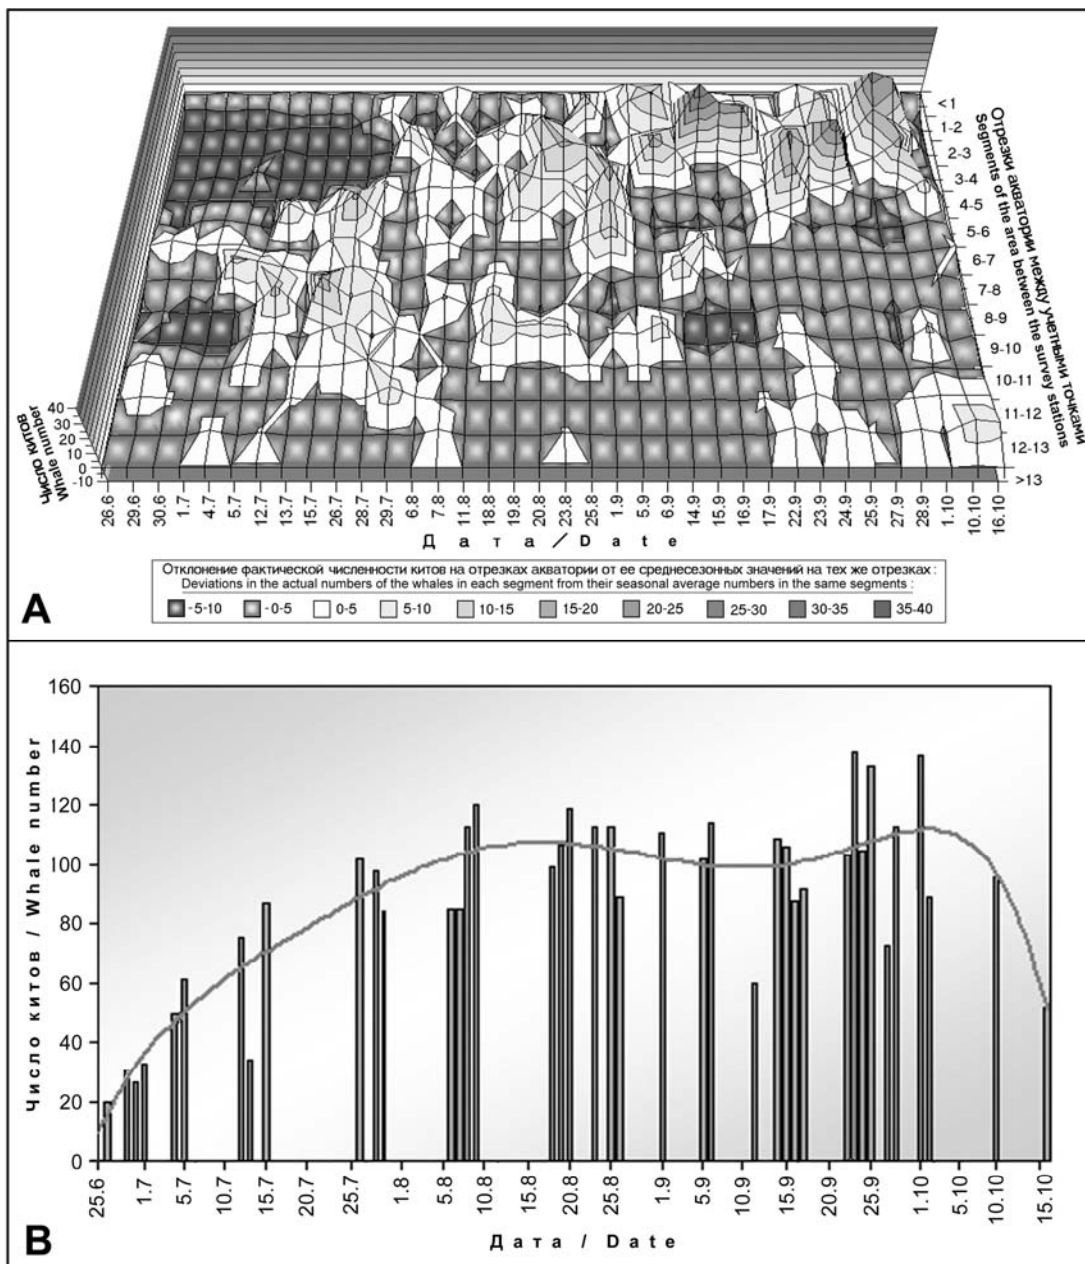 <1
1-2
2-3
3-4
4-5
5-6
6-7
7-8
8-9
9-10
10-11
11-12
12-13
>13
Отрезки акватории между учетными точками
Segments of the area between the survey stations
40
30
20
10
0
-10
Число китов
Whale number
26.6 29.6 30.6 1.7 4.7 5.7 12.7 13.7 15.7 26.7 28.7 29.7 6.8 7.8 11.8 18.8 19.8 20.8 23.8 25.8 1.9 5.9 14.9 15.9 16.9 17.9 22.9 23.9 24.9 25.9 27.9 28.9 1.10 10.10 16.10
Дата / Date
Отклонение фактической численности китов на отрезках акватории от ее среднесезонных значений на тех же отрезках :
Deviations in the actual numbers of the whales in each segment from their seasonal average numbers in the same segments :
-5-10 -0-5 0-5 5-10 10-15 15-20 20-25 25-30 30-35 35-40
A
160
140
120
100
80
60
40
20
0
Число китов / Whale number
25.6 1.7 5.7 10.7 15.7 20.7 25.7 1.8 5.8 10.8 15.8 20.8 25.8 1.9 5.9 10.9 15.9 20.9 25.9 1.10 5.10 10.10 15.10
Дата / Date
B